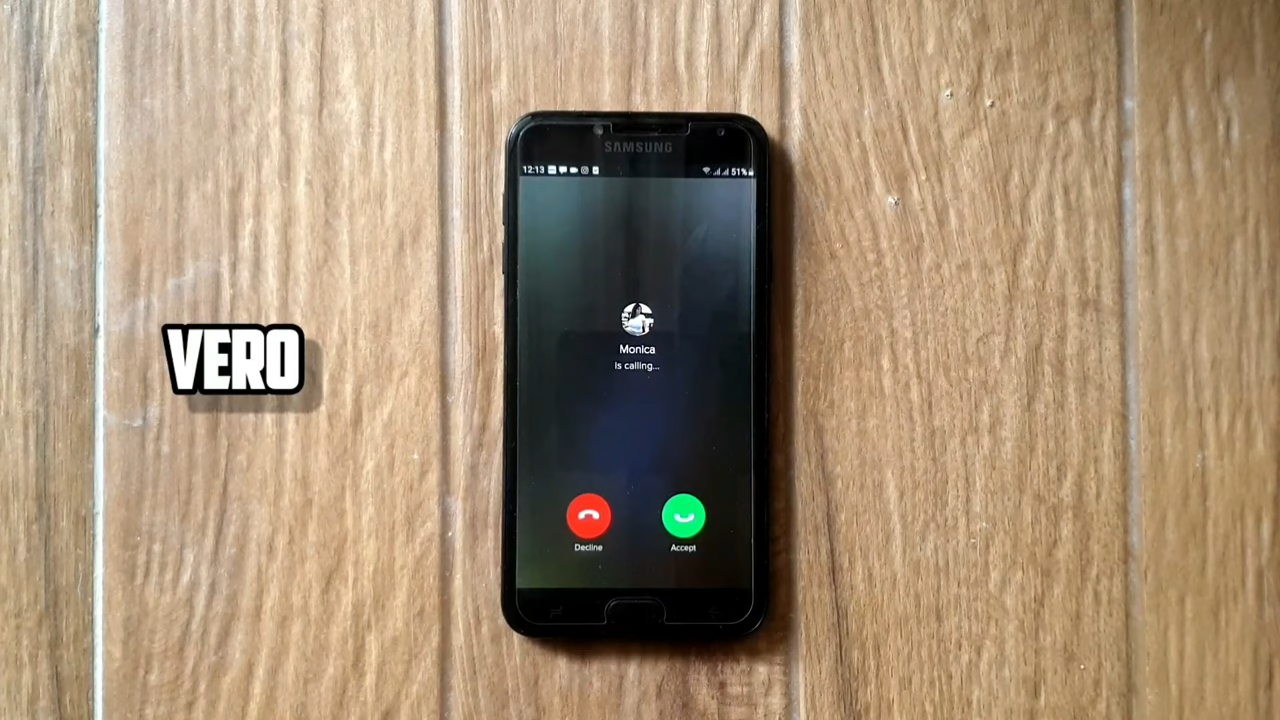 SAMSUNG
12:13
51%
VERO
Monica
is calling...
Decline
Accept